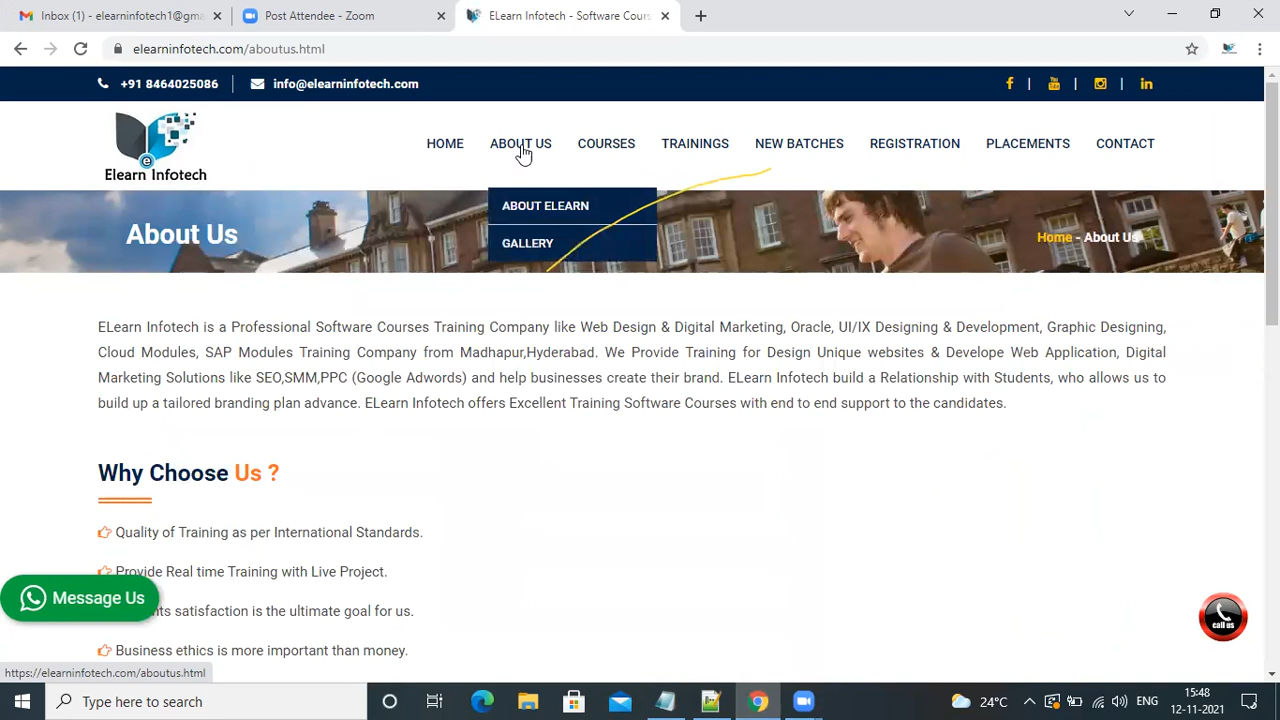 Inbox (1) - elearninfotech1@gma
Post Attendee - Zoom
ELearn Infotech - Software Cours
elearninfotech.com/aboutus.html
+91 8464025086
info@elearninfotech.com
e
Elearn Infotech
HOME
ABOUT US
COURSES
TRAININGS
NEW BATCHES
REGISTRATION
PLACEMENTS
CONTACT
ABOUT ELEARN
GALLERY
About Us
Home - About Us
ELearn Infotech is a Professional Software Courses Training Company like Web Design & Digital Marketing, Oracle, UI/IX Designing & Development, Graphic Designing,
Cloud Modules, SAP Modules Training Company from Madhapur,Hyderabad. We Provide Training for Design Unique websites & Develope Web Application, Digital
Marketing Solutions like SEO,SMM,PPC (Google Adwords) and help businesses create their brand. ELearn Infotech build a Relationship with Students, who allows us to
build up a tailored branding plan advance. ELearn Infotech offers Excellent Training Software Courses with end to end support to the candidates.
Why Choose Us ?
Quality of Training as per International Standards.
Provide Real time Training with Live Project.
nts satisfaction is the ultimate goal for us.
Business ethics is more important than money.
Message Us
call us
https://elearninfotech.com/aboutus.html
Type here to search
24°C
ENG
15:48
12-11-2021